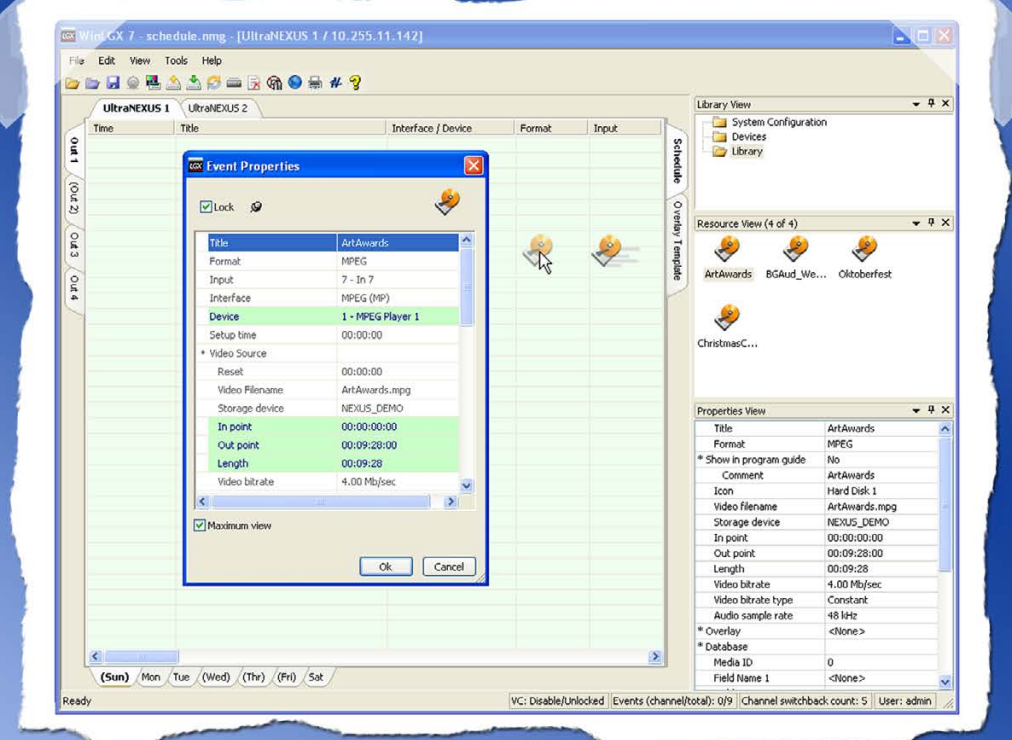 WinLGX 7 - schedule.nmg - [UltraNEXUS 1 / 10.255.11.142]
File Edit View Tools Help
UltraNEXUS 1 UltraNEXUS 2
Time Title Interface / Device Format Input
Out 1
(Out 2)
Out 3
Out 4
LGX Event Properties
Lock
Title ArtAwards
Format MPEG
Input 7 - In 7
Interface MPEG (MP)
Device 1 - MPEG Player 1
Setup time 00:00:00
* Video Source
Reset 00:00:00
Video Filename ArtAwards.mpg
Storage device NEXUS_DEMO
In point 00:00:00:00
Out point 00:09:28:00
Length 00:09:28
Video bitrate 4.00 Mb/sec
Maximum view
Ok Cancel
Schedule
Overlay Template
(Sun) Mon Tue (Wed) (Thr) (Fri) Sat
Library View
System Configuration
Devices
Library
Resource View (4 of 4)
ArtAwards BGAud_We... Oktoberfest
ChristmasC...
Properties View
Title ArtAwards
Format MPEG
* Show in program guide No
Comment ArtAwards
Icon Hard Disk 1
Video filename ArtAwards.mpg
Storage device NEXUS_DEMO
In point 00:00:00:00
Out point 00:09:28:00
Length 00:09:28
Video bitrate 4.00 Mb/sec
Video bitrate type Constant
Audio sample rate 48 kHz
* Overlay <None>
* Database
Media ID 0
Field Name 1 <None>
Ready VC: Disable/Unlocked Events (channel/total): 0/9 Channel switchback count: 5 User: admin